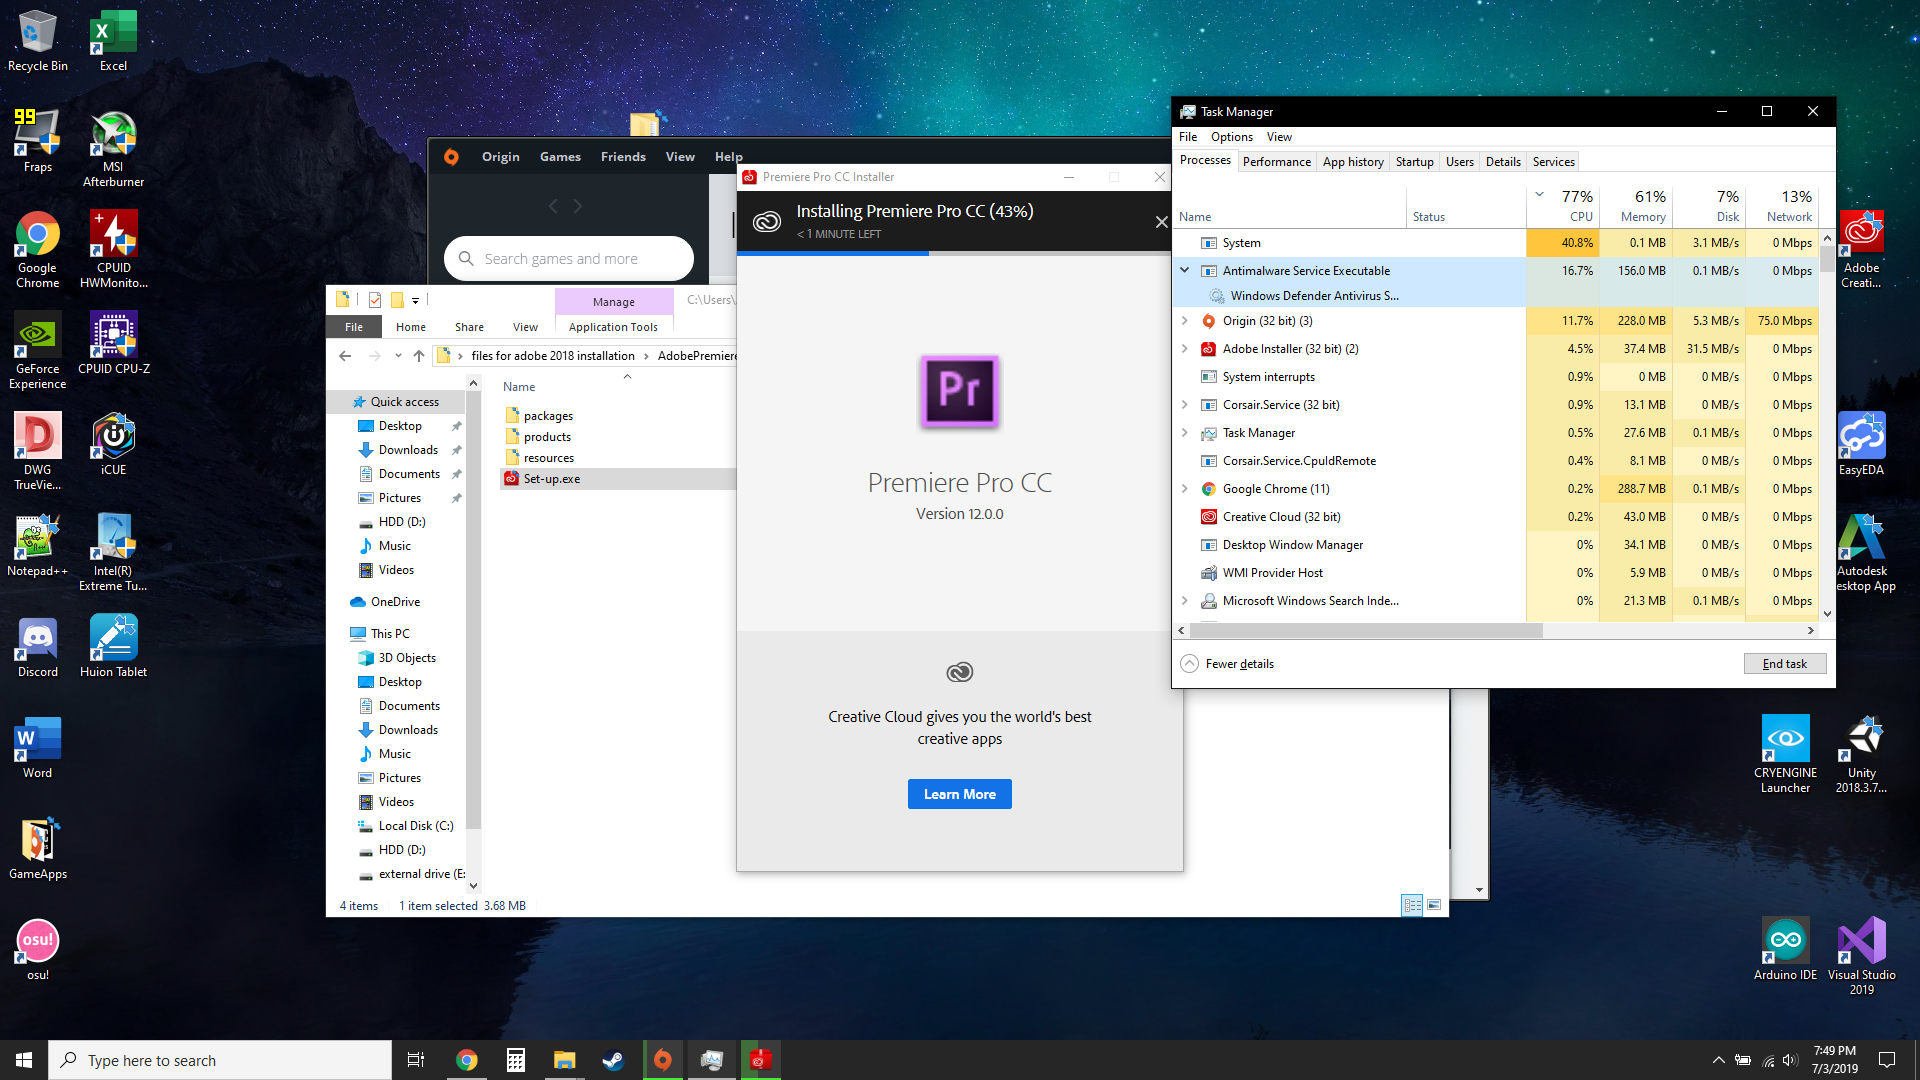 Recycle Bin
Excel
99
Fraps
MSI
Afterburner
Google
Chrome
CPUID
HWMonito...
GeForce
Experience
CPUID CPU-Z
DWG
TrueVie...
iCUE
Notepad++
Intel(R)
Extreme Tu...
Discord
Huion Tablet
Word
GameApps
osu!
osu!
Origin Games Friends View Help
Search games and more
Manage
C:\Users\
File Home Share View Application Tools
files for adobe 2018 installation AdobePremiere
Name
Quick access
Desktop
Downloads
Documents
Pictures
HDD (D:)
Music
Videos
OneDrive
This PC
3D Objects
Desktop
Documents
Downloads
Music
Pictures
Videos
Local Disk (C:)
HDD (D:)
external drive (E:
packages
products
resources
Set-up.exe
4 items 1 item selected 3.68 MB
Premiere Pro CC Installer
Installing Premiere Pro CC (43%)
< 1 MINUTE LEFT
Pr
Premiere Pro CC
Version 12.0.0
Creative Cloud gives you the world's best
creative apps
Learn More
Task Manager
File Options View
Processes Performance App history Startup Users Details Services
77% 61% 7% 13%
Name Status CPU Memory Disk Network
System 40.8% 0.1 MB 3.1 MB/s 0 Mbps
Antimalware Service Executable 16.7% 156.0 MB 0.1 MB/s 0 Mbps
Windows Defender Antivirus S...
Origin (32 bit) (3) 11.7% 228.0 MB 5.3 MB/s 75.0 Mbps
Adobe Installer (32 bit) (2) 4.5% 37.4 MB 31.5 MB/s 0 Mbps
System interrupts 0.9% 0 MB 0 MB/s 0 Mbps
Corsair.Service (32 bit) 0.9% 13.1 MB 0 MB/s 0 Mbps
Task Manager 0.5% 27.6 MB 0.1 MB/s 0 Mbps
Corsair.Service.CpuIdRemote 0.4% 8.1 MB 0 MB/s 0 Mbps
Google Chrome (11) 0.2% 288.7 MB 0.1 MB/s 0 Mbps
Creative Cloud (32 bit) 0.2% 43.0 MB 0 MB/s 0 Mbps
Desktop Window Manager 0% 34.1 MB 0 MB/s 0 Mbps
WMI Provider Host 0% 5.9 MB 0 MB/s 0 Mbps
Microsoft Windows Search Inde... 0% 21.3 MB 0.1 MB/s 0 Mbps
Fewer details
End task
Adobe
Creati...
EasyEDA
Autodesk
esktop App
CRYENGINE
Launcher
Unity
2018.3.7...
Arduino IDE
Visual Studio
2019
Type here to search
7:49 PM
7/3/2019